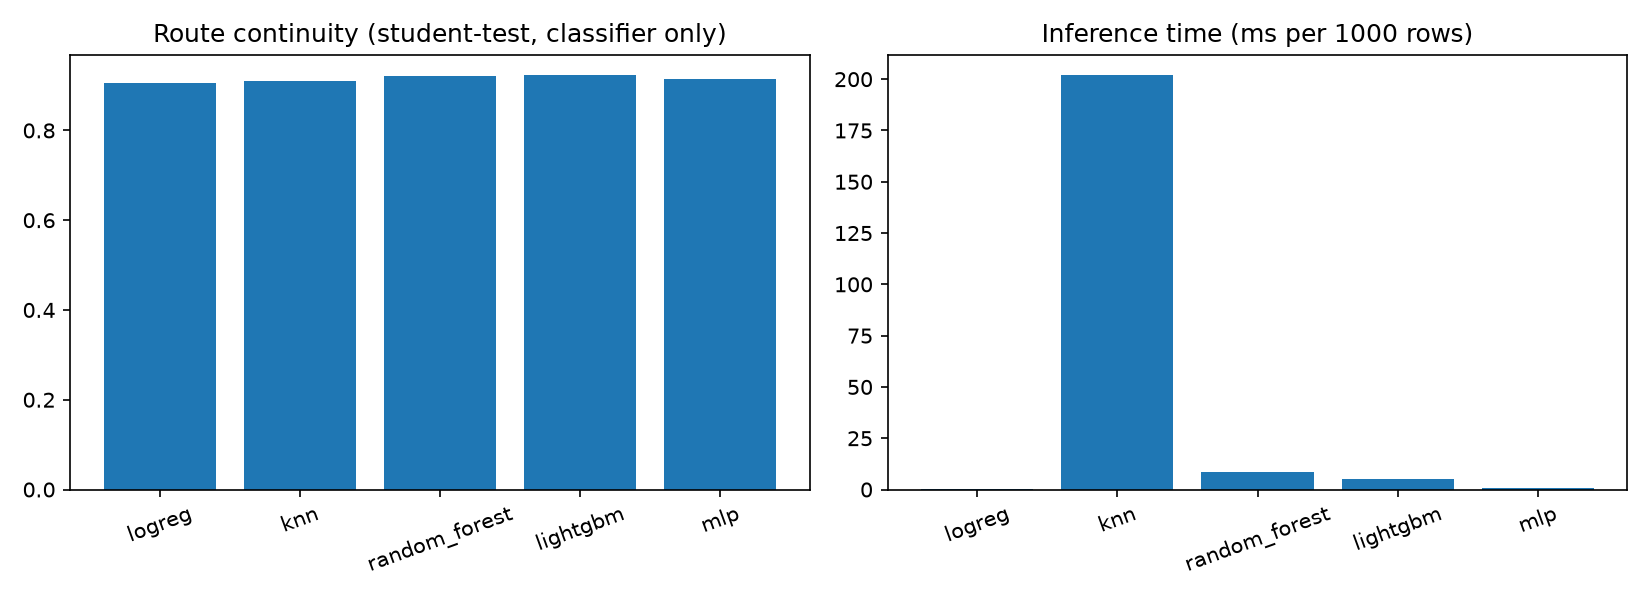 Route continuity (student-test, classifier only)
0.8
0.6
0.4
0.2
0.0
logreg
knn
random_forest
lightgbm
mlp
Inference time (ms per 1000 rows)
200
175
150
125
100
75
50
25
0
logreg
knn
random_forest
lightgbm
mlp